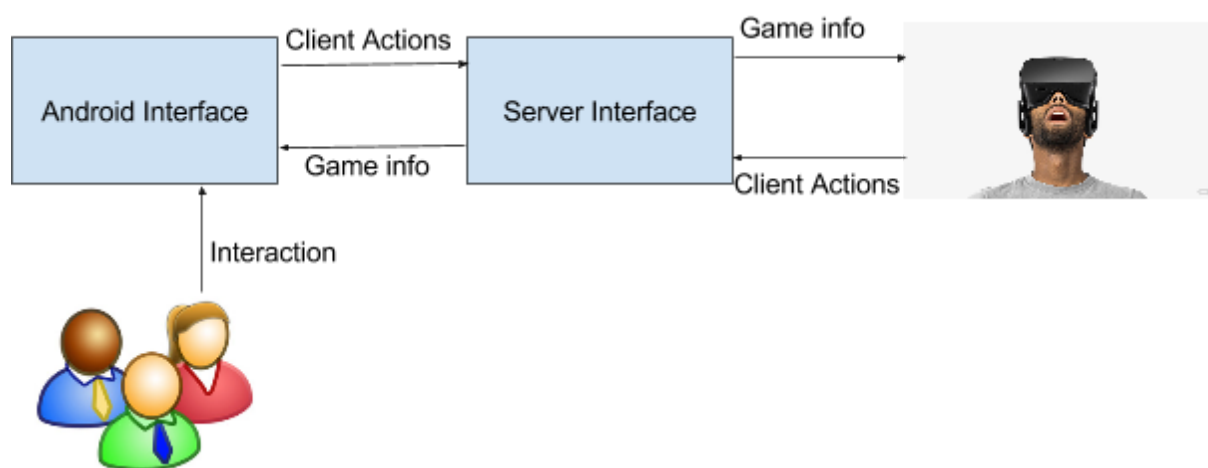 Client Actions
Game info
Android Interface
Server Interface
Game info
Client Actions
Interaction